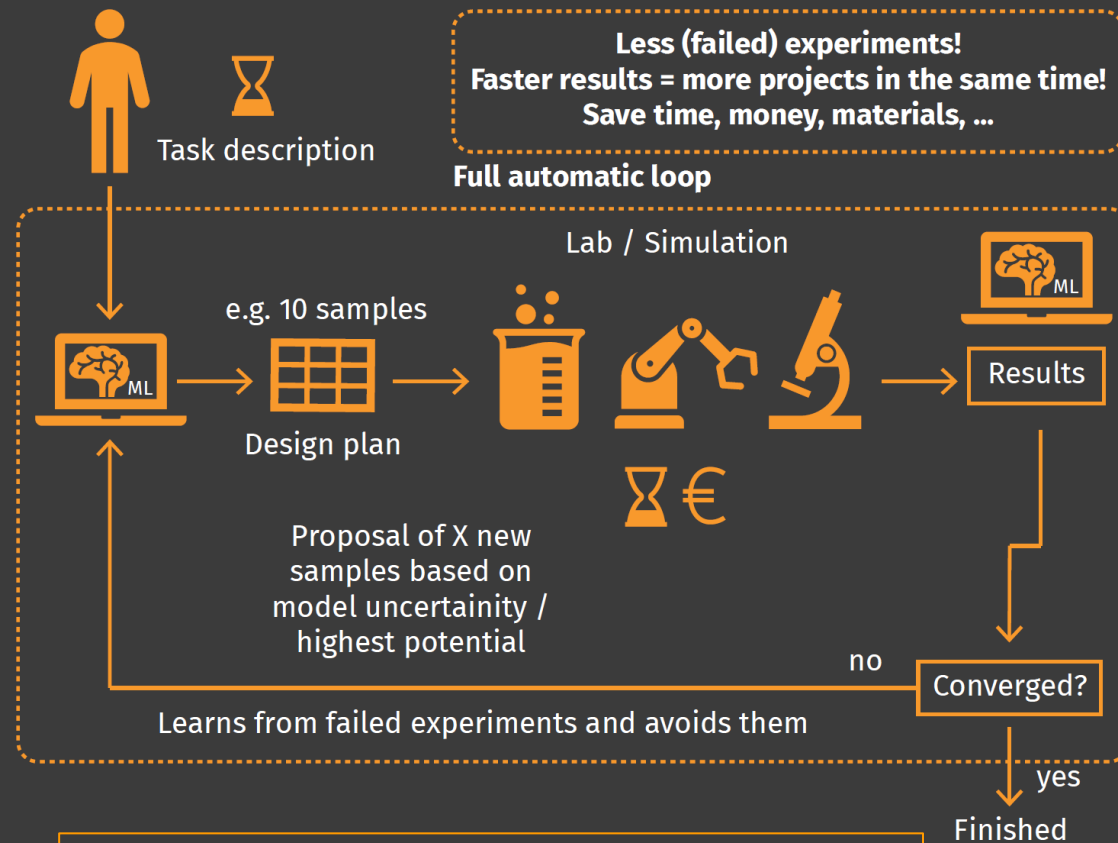 Less (failed) experiments!
Faster results = more projects in the same time!
Save time, money, materials, ...
Task description
Full automatic loop
Lab / Simulation
ML
e.g. 10 samples
ML
Results
Design plan
€
Proposal of X new
samples based on
model uncertainity /
highest potential
no
Converged?
Learns from failed experiments and avoids them
yes
Finished